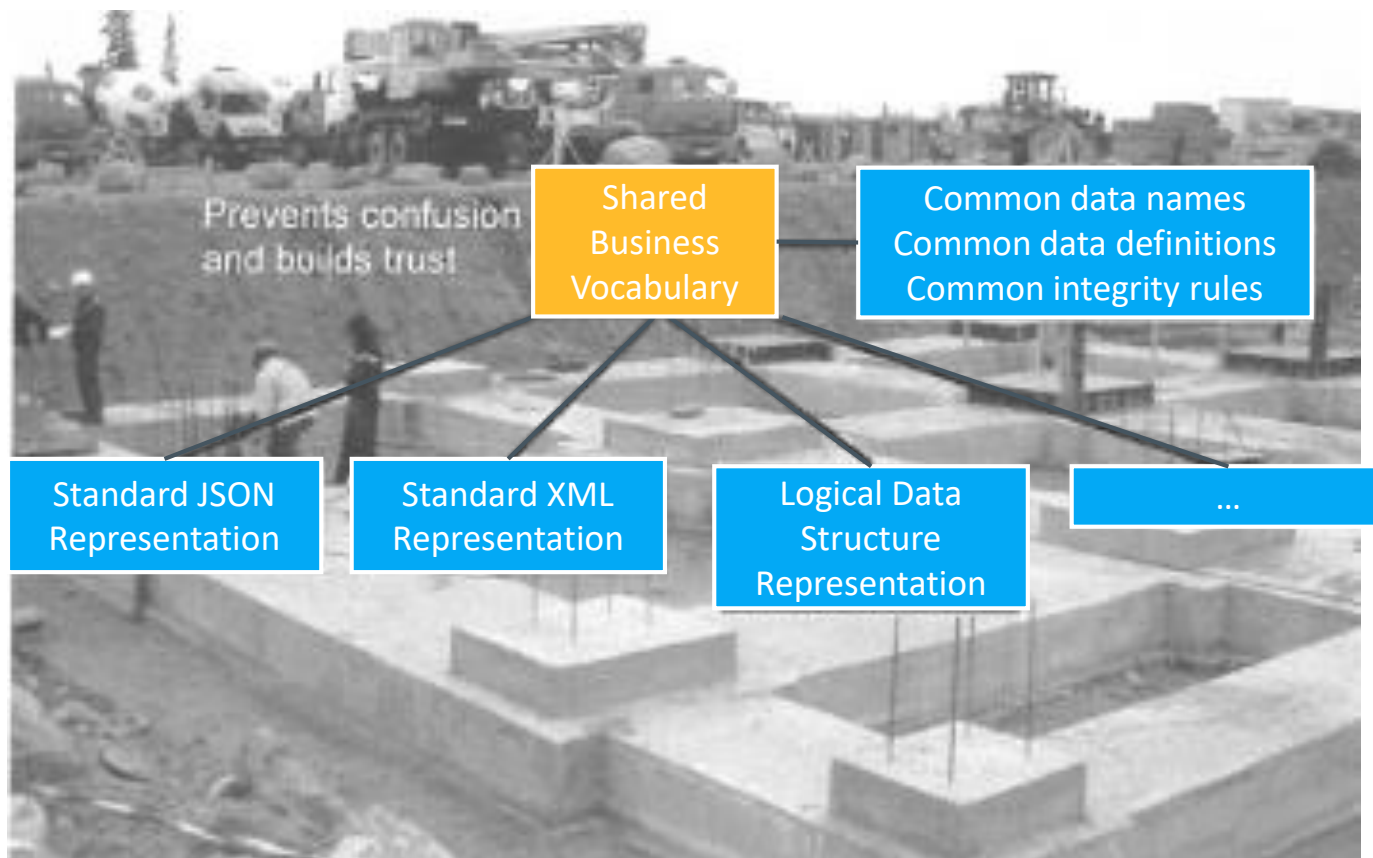 Prevents confusion
and builds trust
Shared
Business
Vocabulary
Common data names
Common data definitions
Common integrity rules
Standard JSON
Representation
Standard XML
Representation
Logical Data
Structure
Representation
...